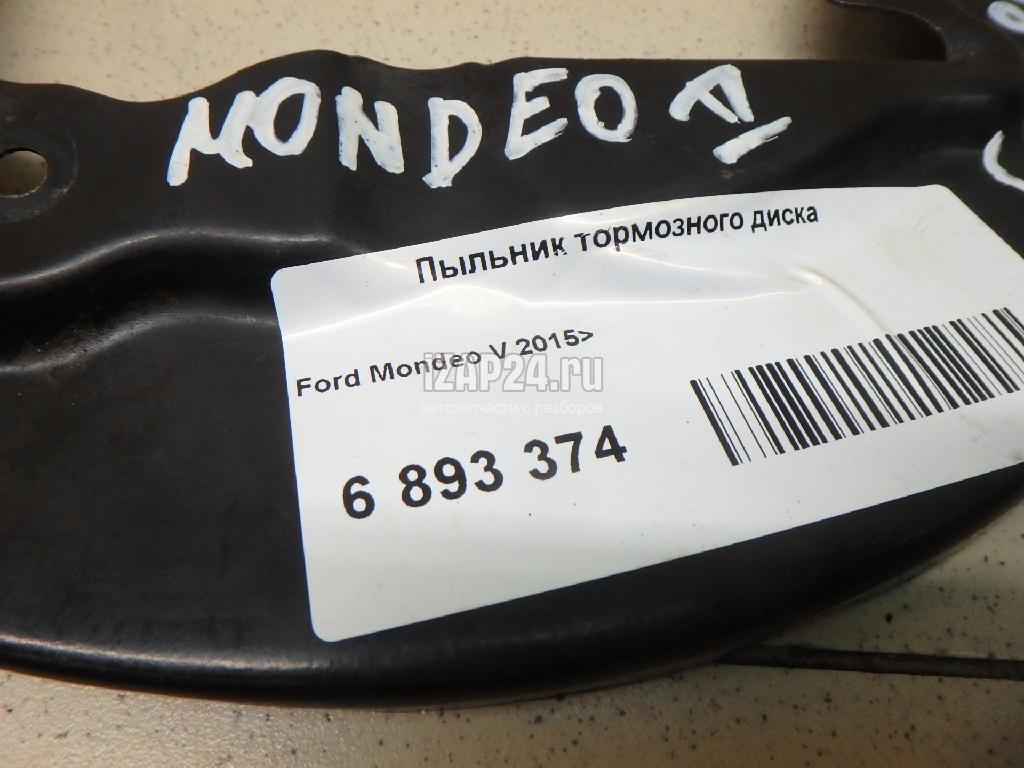 MONDEO V
Пыльник тормозного диска
Ford Mondeo V 2015>
iZAP24.ru
автозапчасти с разборов
6 893 374